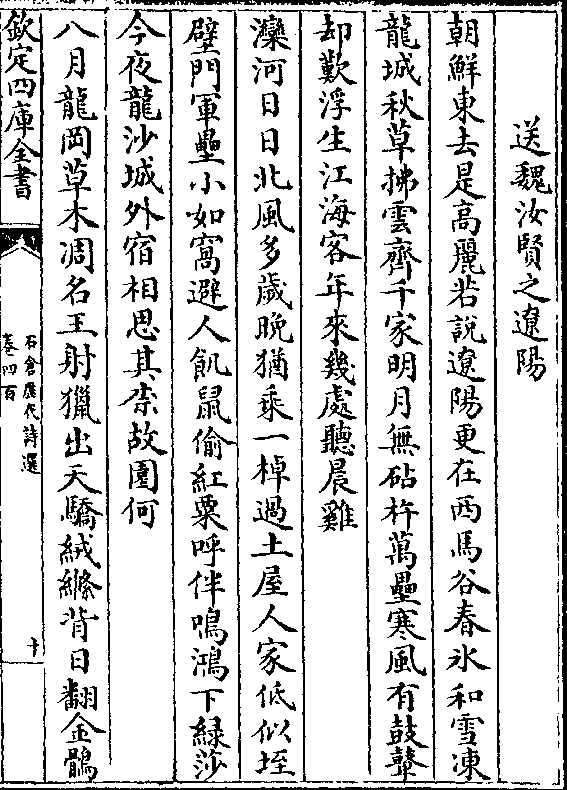 送魏汝賢之遼陽
朝鮮東去是高麗若說遼陽更在西馬谷春氷和雪凍
龍城秋草拂雲齊千家明月無砧杵萬壘寒風有鼓鼙
却歎浮生江海客年來幾處聽晨雞
灤河日日北風多歲晚猶乘一棹過土屋人家低似垤
壁門軍壘小如窩避人飢鼠偷紅粟呼伴鳴鴻下緑莎
今夜龍沙城外宿相思其柰故園何
八月龍岡草木凋名王射獵出天驕絨縧背日翻金鶻
欽定四庫全書
石倉歷代詩選
卷四百
十